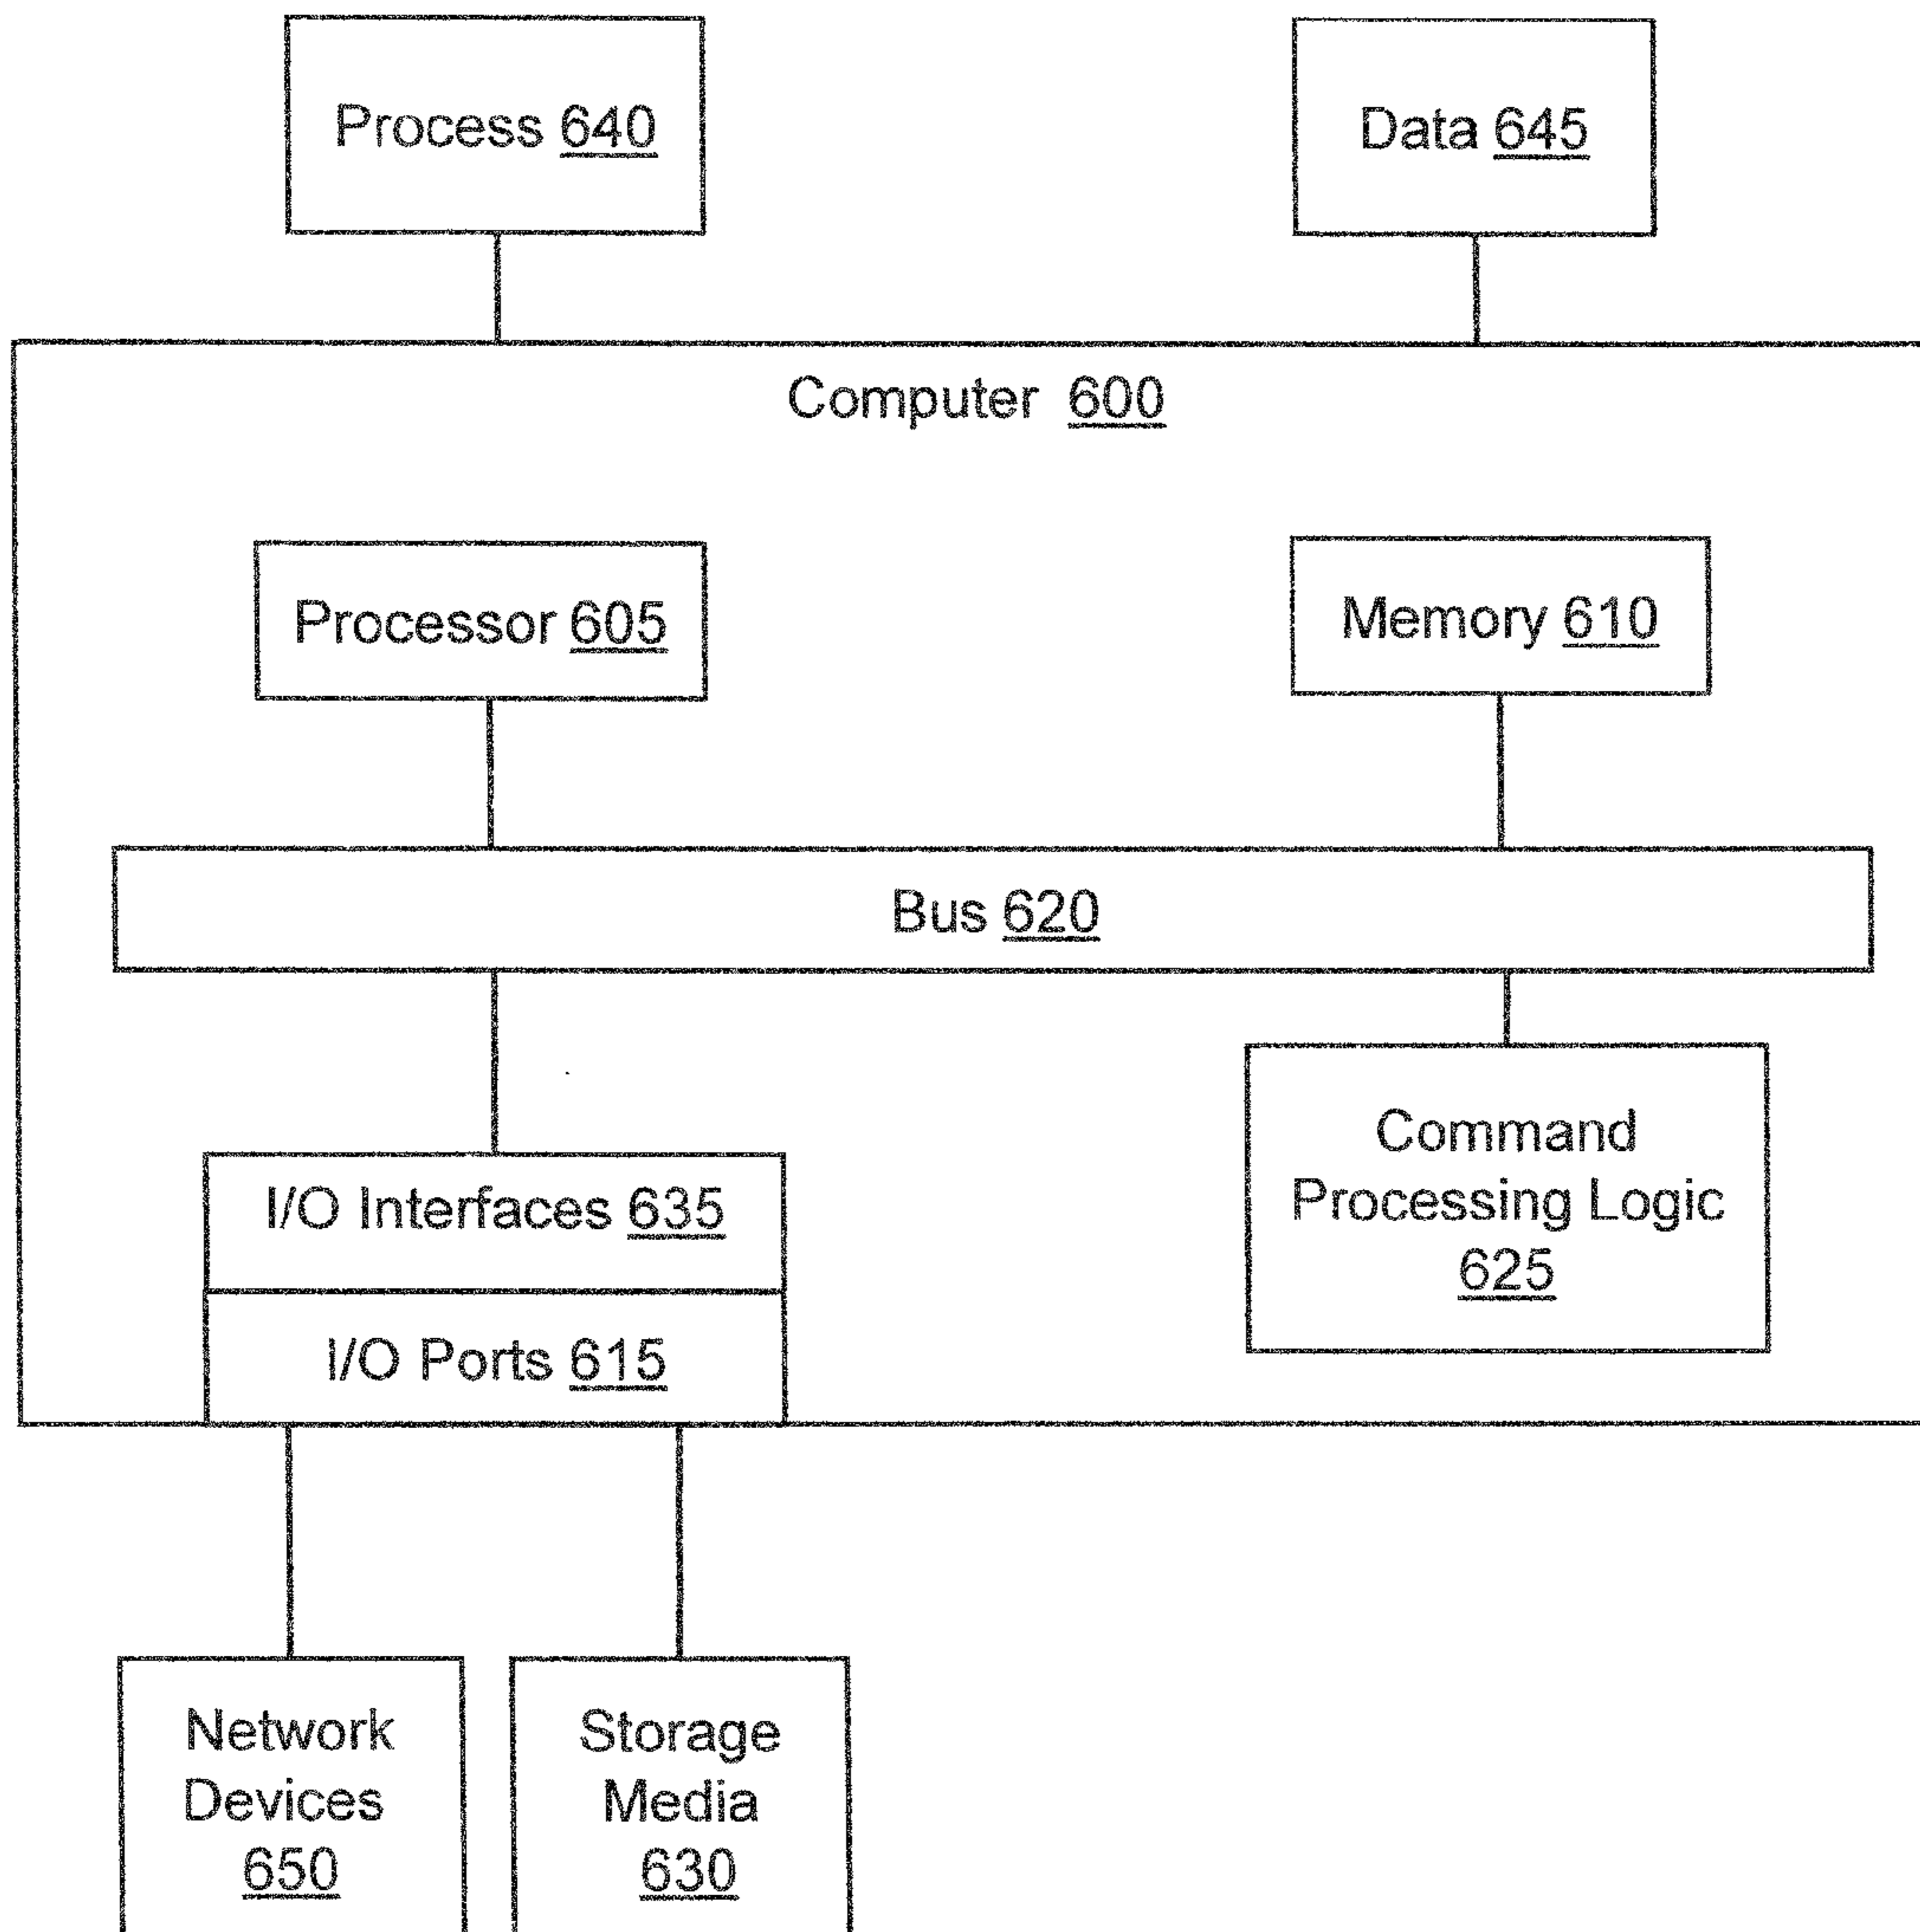 Process 640
Data 645
Computer 600
Processor 605
Memory 610
Bus 620
I/O Interfaces 635
I/O Ports 615
Command
Processing Logic
625
Network
Devices
650
Storage
Media
630